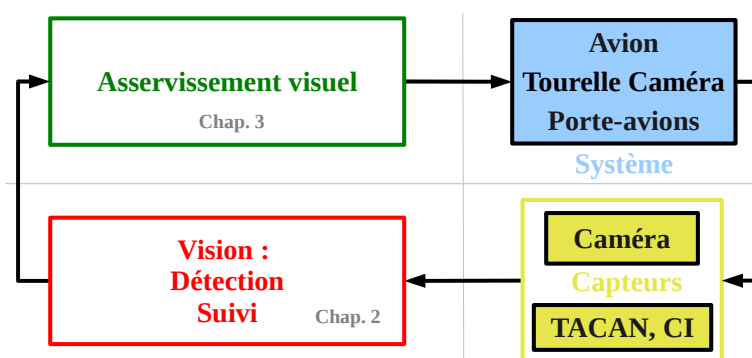 Asservissement visuel
Chap. 3
Avion
Tourelle Caméra
Porte-avions
Système
Vision :
Détection
Suivi
Chap. 2
Caméra
Capteurs
TACAN, CI